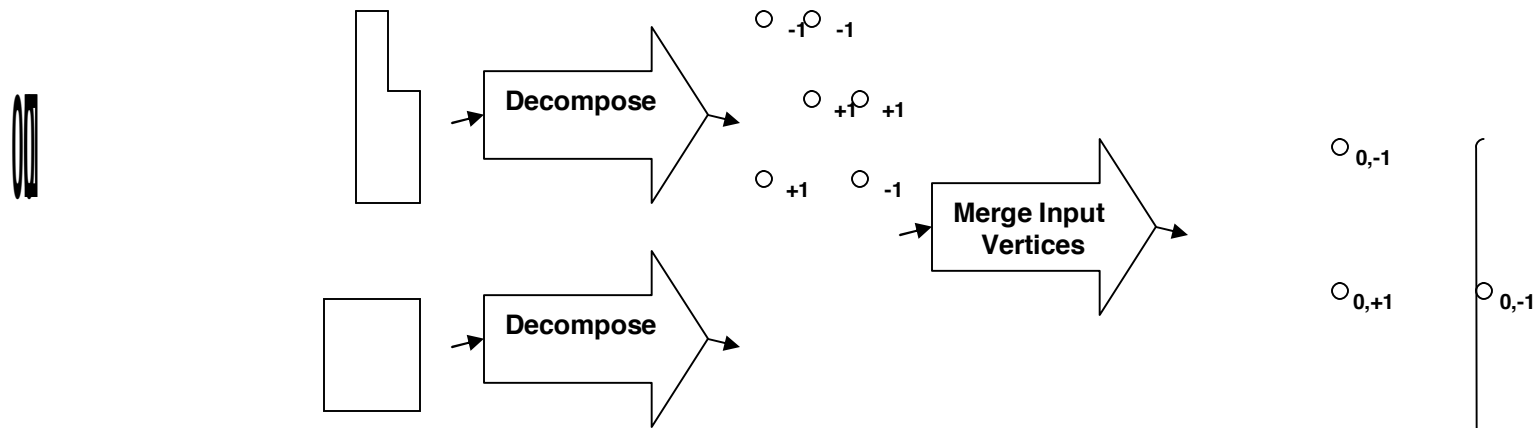 -1 -1
Decompose
+1 +1
+1 -1
0,-1
Merge Input
Vertices
0,+1 0,-1
Decompose